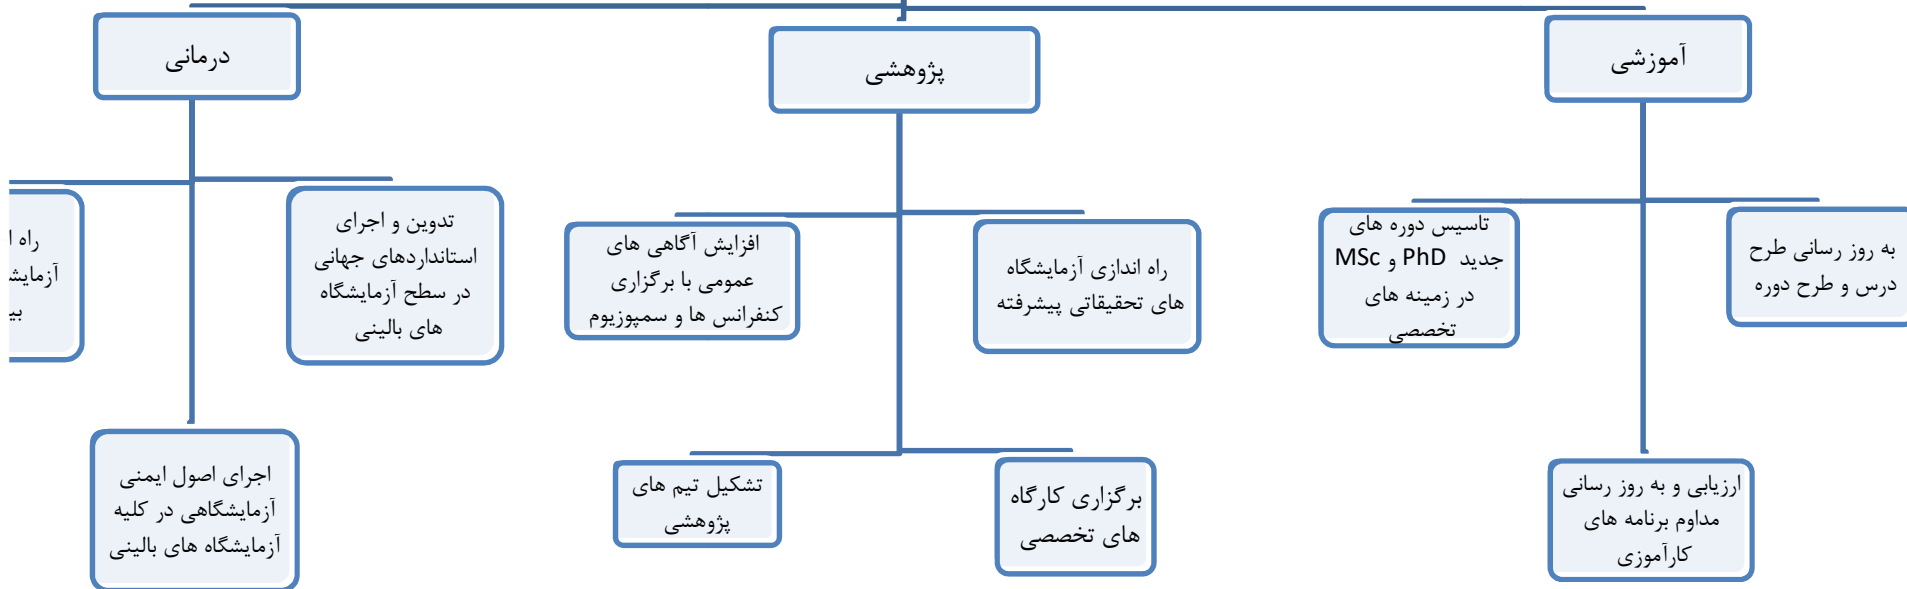 آموزشی
پژوهشی
درمانی
به روز رسانی طرح
درس و طرح دوره
تاسیس دوره های
جدید PhD و MSc
در زمینه های
تخصصی
ارزیابی و به روز رسانی
مداوم برنامه های
کارآموزی
راه اندازی آزمایشگاه
های تحقیقاتی پیشرفته
افزایش آگاهی های
عمومی با برگزاری
کنفرانس ها و سمپوزیوم
برگزاری کارگاه
های تخصصی
تشکیل تیم های
پژوهشی
تدوین و اجرای
استانداردهای جهانی
در سطح آزمایشگاه
های بالینی
راه
اجرای اصول ایمنی
آزمایشگاهی در کلیه
آزمایشگاه های بالینی